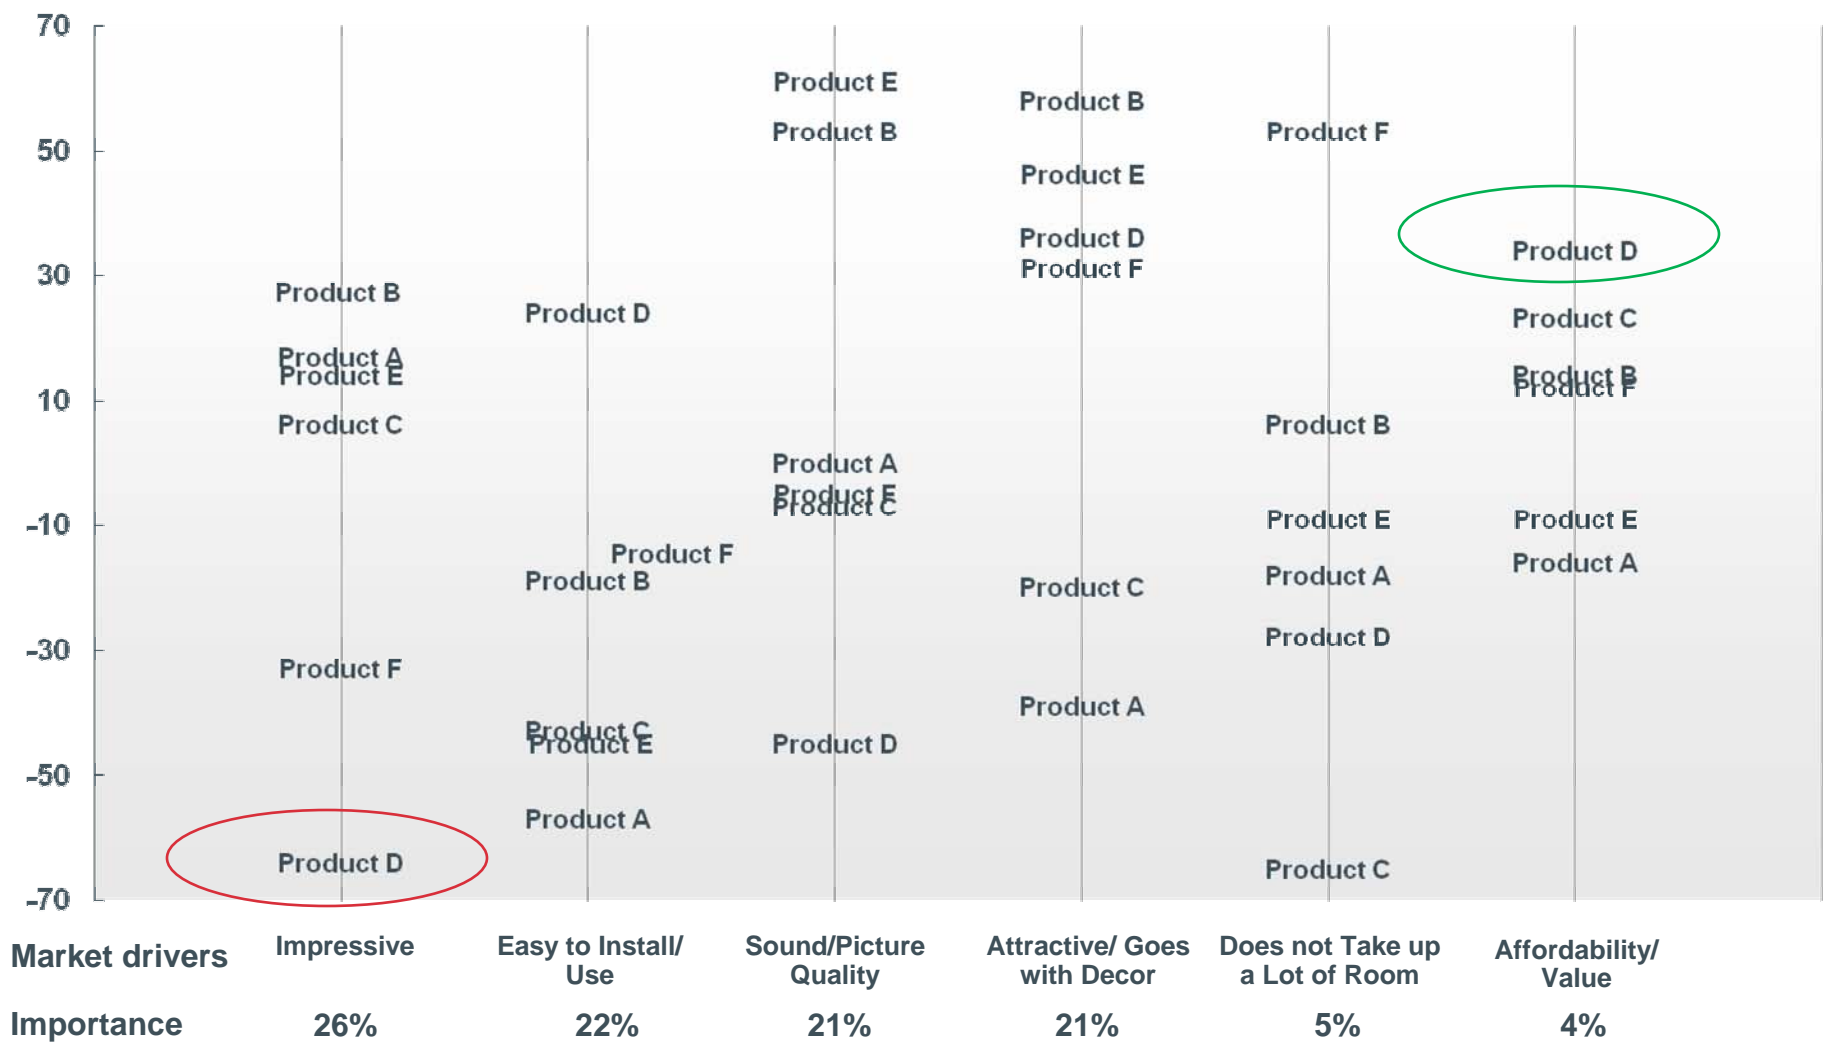 70
50
30
10
-10
-30
-50
-70
Product B
Product A
Product E
Product C
Product F
Product D
Product D
Product F
Product B
Product C
Product E
Product A
Product E
Product B
Product A
Product F
Product C
Product D
Product B
Product E
Product D
Product F
Product C
Product A
Product F
Product B
Product E
Product A
Product D
Product C
Product D
Product C
Product B
Product F
Product E
Product A
Market drivers
Impressive
Easy to Install/
Use
Sound/Picture
Quality
Attractive/ Goes
with Decor
Does not Take up
a Lot of Room
Affordability/
Value
Importance
26%
22%
21%
21%
5%
4%